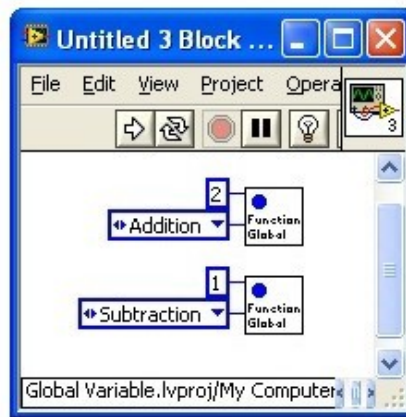 Untitled 3 Block ...
File Edit View Project Opera
3
2
Addition
Function
Global
1
Subtraction
Function
Global
Global Variable.lvproj/My Computer